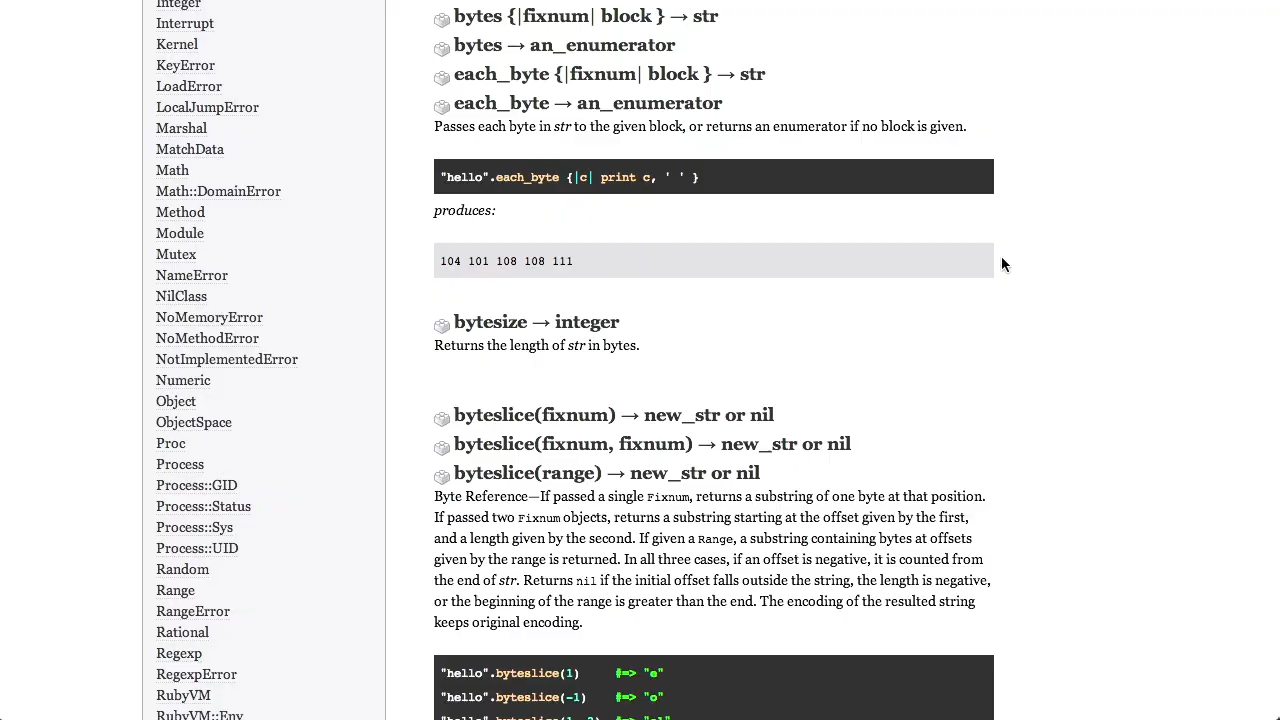 Integer
Interrupt
Kernel
KeyError
LoadError
LocalJumpError
Marshal
MatchData
Math
Math::DomainError
Method
Module
Mutex
NameError
NilClass
NoMemoryError
NoMethodError
NotImplementedError
Numeric
Object
ObjectSpace
Proc
Process
Process::GID
Process::Status
Process::Sys
Process::UID
Random
Range
RangeError
Rational
Regexp
RegexpError
RubyVM
RubyVM::Env
bytes {|fixnum| block } → str
bytes → an_enumerator
each_byte {|fixnum| block } → str
each_byte → an_enumerator
Passes each byte in str to the given block, or returns an enumerator if no block is given.
"hello".each_byte {|c| print c, ' ' }
produces:
104 101 108 108 111
bytesize → integer
Returns the length of str in bytes.
byteslice(fixnum) → new_str or nil
byteslice(fixnum, fixnum) → new_str or nil
byteslice(range) → new_str or nil
Byte Reference—If passed a single Fixnum, returns a substring of one byte at that position.
If passed two Fixnum objects, returns a substring starting at the offset given by the first,
and a length given by the second. If given a Range, a substring containing bytes at offsets
given by the range is returned. In all three cases, if an offset is negative, it is counted from
the end of str. Returns nil if the initial offset falls outside the string, the length is negative,
or the beginning of the range is greater than the end. The encoding of the resulted string
keeps original encoding.
"hello".byteslice(1) #=> "e"
"hello".byteslice(-1) #=> "o"